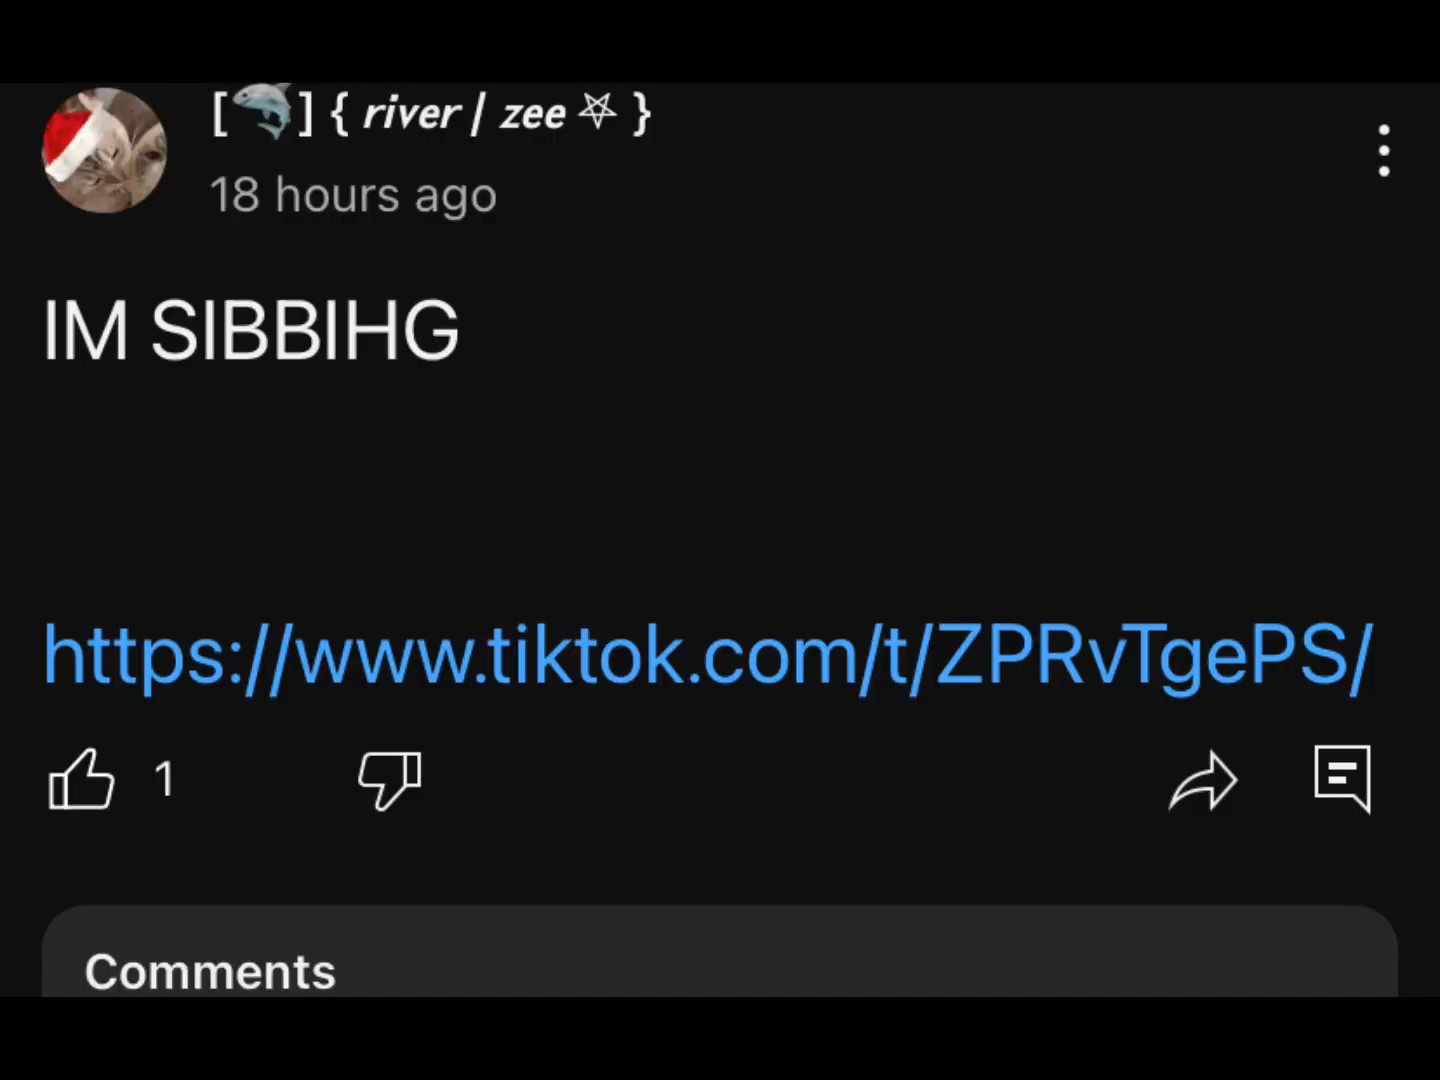 [🦈] { river | zee ⛧ }
18 hours ago
IM SIBBIHG
https://www.tiktok.com/t/ZPRvTgePS/
1
Comments